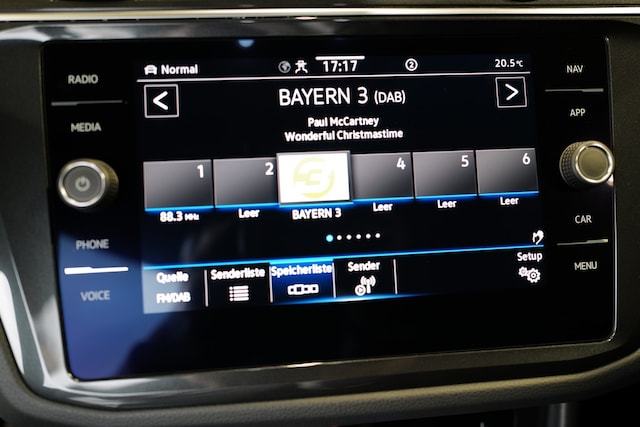 RADIO
MEDIA
PHONE
VOICE
Normal 17:17 2 20.5°C
< BAYERN 3 (DAB) >
Paul McCartney
Wonderful Christmastime
1 2 3 4 5 6
88.3 MHz Leer BAYERN 3 Leer Leer Leer
Quelle Senderliste Speicherliste Sender Setup
FM/DAB
NAV
APP
CAR
MENU